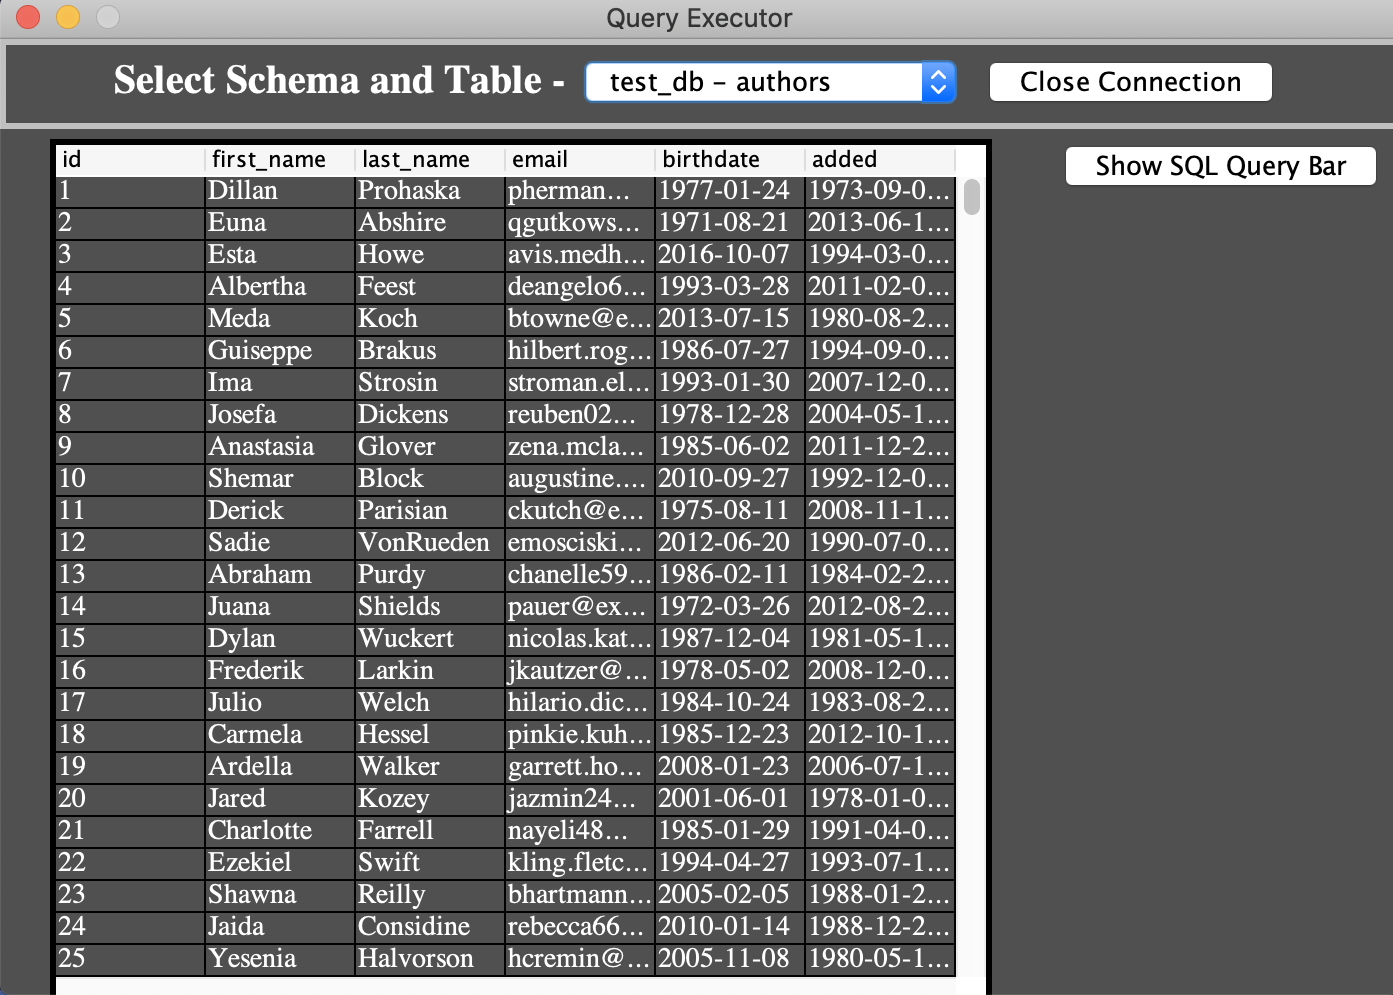 Query Executor
Select Schema and Table - test_db – authors Close Connection
Show SQL Query Bar
id first_name last_name email birthdate added
1 Dillan Prohaska pherman... 1977-01-24 1973-09-0...
2 Euna Abshire qgutkows... 1971-08-21 2013-06-1...
3 Esta Howe avis.medh... 2016-10-07 1994-03-0...
4 Albertha Feest deangelo6... 1993-03-28 2011-02-0...
5 Meda Koch btowne@e... 2013-07-15 1980-08-2...
6 Guiseppe Brakus hilbert.rog... 1986-07-27 1994-09-0...
7 Ima Strosin stroman.el... 1993-01-30 2007-12-0...
8 Josefa Dickens reuben02... 1978-12-28 2004-05-1...
9 Anastasia Glover zena.mcla... 1985-06-02 2011-12-2...
10 Shemar Block augustine.... 2010-09-27 1992-12-0...
11 Derick Parisian ckutch@e... 1975-08-11 2008-11-1...
12 Sadie VonRueden emosciski... 2012-06-20 1990-07-0...
13 Abraham Purdy chanelle59... 1986-02-11 1984-02-2...
14 Juana Shields pauer@ex... 1972-03-26 2012-08-2...
15 Dylan Wuckert nicolas.kat... 1987-12-04 1981-05-1...
16 Frederik Larkin jkautzer@... 1978-05-02 2008-12-0...
17 Julio Welch hilario.dic... 1984-10-24 1983-08-2...
18 Carmela Hessel pinkie.kuh... 1985-12-23 2012-10-1...
19 Ardella Walker garrett.ho... 2008-01-23 2006-07-1...
20 Jared Kozey jazmin24... 2001-06-01 1978-01-0...
21 Charlotte Farrell nayeli48... 1985-01-29 1991-04-0...
22 Ezekiel Swift kling.fletc... 1994-04-27 1993-07-1...
23 Shawna Reilly bhartmann... 2005-02-05 1988-01-2...
24 Jaida Considine rebecca66... 2010-01-14 1988-12-2...
25 Yesenia Halvorson hcremin@... 2005-11-08 1980-05-1...